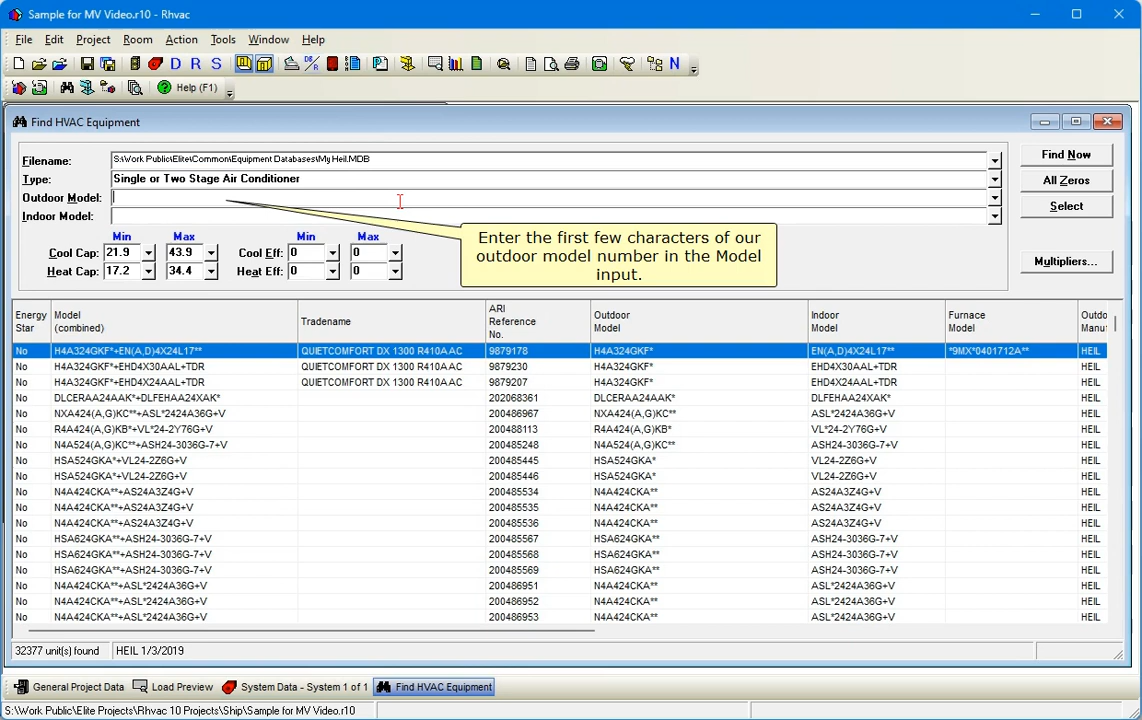 Sample for MV Video.r10 - Rhvac
File Edit Project Room Action Tools Window Help
D R S DB/R N
Help (F1)
Find HVAC Equipment
Filename: S:\Work Public\Elite\Common\Equipment Databases\My Heil.MDB
Find Now
Type: Single or Two Stage Air Conditioner
All Zeros
Outdoor Model:
Select
Indoor Model:
Min Max Min Max
Cool Cap: 21.9 43.9 Cool Eff: 0 0
Heat Cap: 17.2 34.4 Heat Eff: 0 0
Multipliers...
Enter the first few characters of our
outdoor model number in the Model
input.
Energy Star Model (combined) Tradename ARI Reference No. Outdoor Model Indoor Model Furnace Model Outdo Manu
No H4A324GKF*+EN(A,D)4X24L17** QUIETCOMFORT DX 1300 R410AAC 9879178 H4A324GKF* EN(A,D)4X24L17** *9MX*0401712A** HEIL
No H4A324GKF*+EHD4X30AAL+TDR QUIETCOMFORT DX 1300 R410AAC 9879230 H4A324GKF* EHD4X30AAL+TDR HEIL
No H4A324GKF*+EHD4X24AAL+TDR QUIETCOMFORT DX 1300 R410AAC 9879207 H4A324GKF* EHD4X24AAL+TDR HEIL
No DLCERAA24AAK*+DLFEHAA24XAK* 202068361 DLCERAA24AAK* DLFEHAA24XAK* HEIL
No NXA424(A,G)KC**+ASL*2424A36G+V 200486967 NXA424(A,G)KC** ASL*2424A36G+V HEIL
No R4A424(A,G)KB*+VL*24-2Y76G+V 200488113 R4A424(A,G)KB* VL*24-2Y76G+V HEIL
No N4A524(A,G)KC**+ASH24-3036G-7+V 200485248 N4A524(A,G)KC** ASH24-3036G-7+V HEIL
No HSA524GKA*+VL24-2Z6G+V 200485445 HSA524GKA* VL24-2Z6G+V HEIL
No HSA524GKA*+VL24-2Z6G+V 200485446 HSA524GKA* VL24-2Z6G+V HEIL
No N4A424CKA**+AS24A3Z4G+V 200485534 N4A424CKA** AS24A3Z4G+V HEIL
No N4A424CKA**+AS24A3Z4G+V 200485535 N4A424CKA** AS24A3Z4G+V HEIL
No N4A424CKA**+AS24A3Z4G+V 200485536 N4A424CKA** AS24A3Z4G+V HEIL
No HSA624GKA**+ASH24-3036G-7+V 200485567 HSA624GKA** ASH24-3036G-7+V HEIL
No HSA624GKA**+ASH24-3036G-7+V 200485568 HSA624GKA** ASH24-3036G-7+V HEIL
No HSA624GKA**+ASH24-3036G-7+V 200485569 HSA624GKA** ASH24-3036G-7+V HEIL
No N4A424CKA**+ASL*2424A36G+V 200486951 N4A424CKA** ASL*2424A36G+V HEIL
No N4A424CKA**+ASL*2424A36G+V 200486952 N4A424CKA** ASL*2424A36G+V HEIL
No N4A424CKA**+ASL*2424A36G+V 200486953 N4A424CKA** ASL*2424A36G+V HEIL
32377 unit(s) found HEIL 1/3/2019
General Project Data Load Preview System Data - System 1 of 1 Find HVAC Equipment
S:\Work Public\Elite Projects\Rhvac 10 Projects\Ship\Sample for MV Video.r10